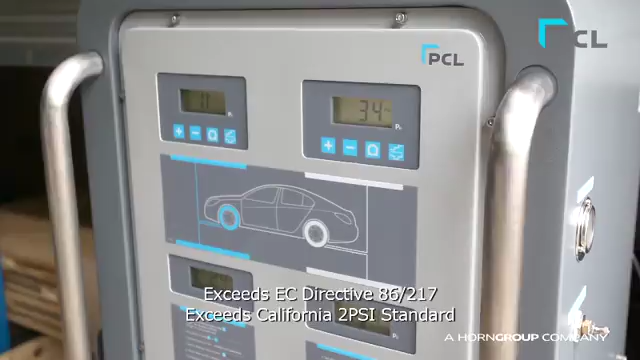 PCL
PCL
11
34
Exceeds EC Directive 86/217
Exceeds California 2PSI Standard
A HORNGROUP COMPANY